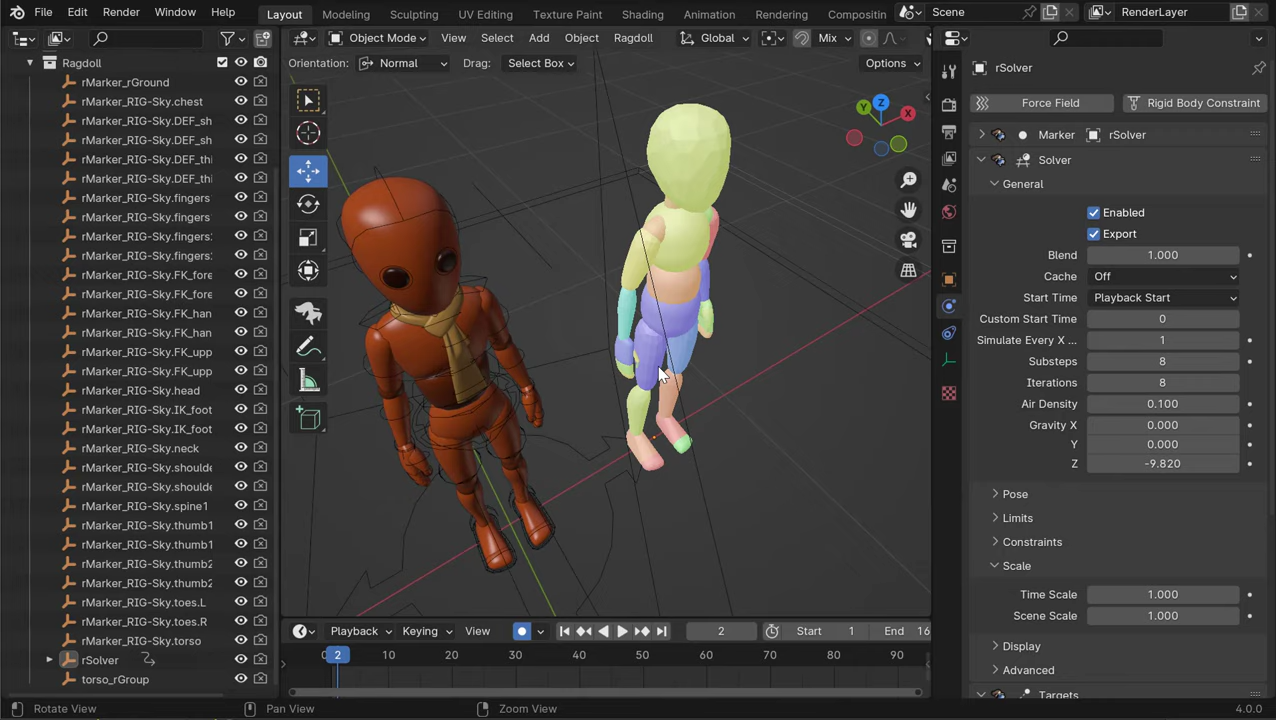 File Edit Render Window Help Layout Modeling Sculpting UV Editing Texture Paint Shading Animation Rendering Compositin Scene RenderLayer
Object Mode View Select Add Object Ragdoll Global Mix
Orientation: Normal Drag: Select Box Options
Ragdoll
rMarker_rGround
rMarker_RIG-Sky.chest
rMarker_RIG-Sky.DEF_sh
rMarker_RIG-Sky.DEF_sh
rMarker_RIG-Sky.DEF_thi
rMarker_RIG-Sky.DEF_thi
rMarker_RIG-Sky.fingers
rMarker_RIG-Sky.fingers
rMarker_RIG-Sky.fingers2
rMarker_RIG-Sky.fingers2
rMarker_RIG-Sky.FK_fore
rMarker_RIG-Sky.FK_fore
rMarker_RIG-Sky.FK_han
rMarker_RIG-Sky.FK_han
rMarker_RIG-Sky.FK_upp
rMarker_RIG-Sky.FK_upp
rMarker_RIG-Sky.head
rMarker_RIG-Sky.IK_foot
rMarker_RIG-Sky.IK_foot
rMarker_RIG-Sky.neck
rMarker_RIG-Sky.shoulde
rMarker_RIG-Sky.shoulde
rMarker_RIG-Sky.spine1
rMarker_RIG-Sky.thumb1
rMarker_RIG-Sky.thumb1
rMarker_RIG-Sky.thumb2
rMarker_RIG-Sky.thumb2
rMarker_RIG-Sky.toes.L
rMarker_RIG-Sky.toes.R
rMarker_RIG-Sky.torso
rSolver
torso_rGroup
Z
Y
X
Playback Keying View 2 Start 1 End 16
0 2 10 20 30 40 50 60 70 80 90
rSolver
Force Field Rigid Body Constraint
Marker rSolver
Solver
General
Enabled
Export
Blend 1.000
Cache Off
Start Time Playback Start
Custom Start Time 0
Simulate Every X ... 1
Substeps 8
Iterations 8
Air Density 0.100
Gravity X 0.000
Y 0.000
Z -9.820
Pose
Limits
Constraints
Scale
Time Scale 1.000
Scene Scale 1.000
Display
Advanced
Targets
Rotate View Pan View Zoom View 4.0.0